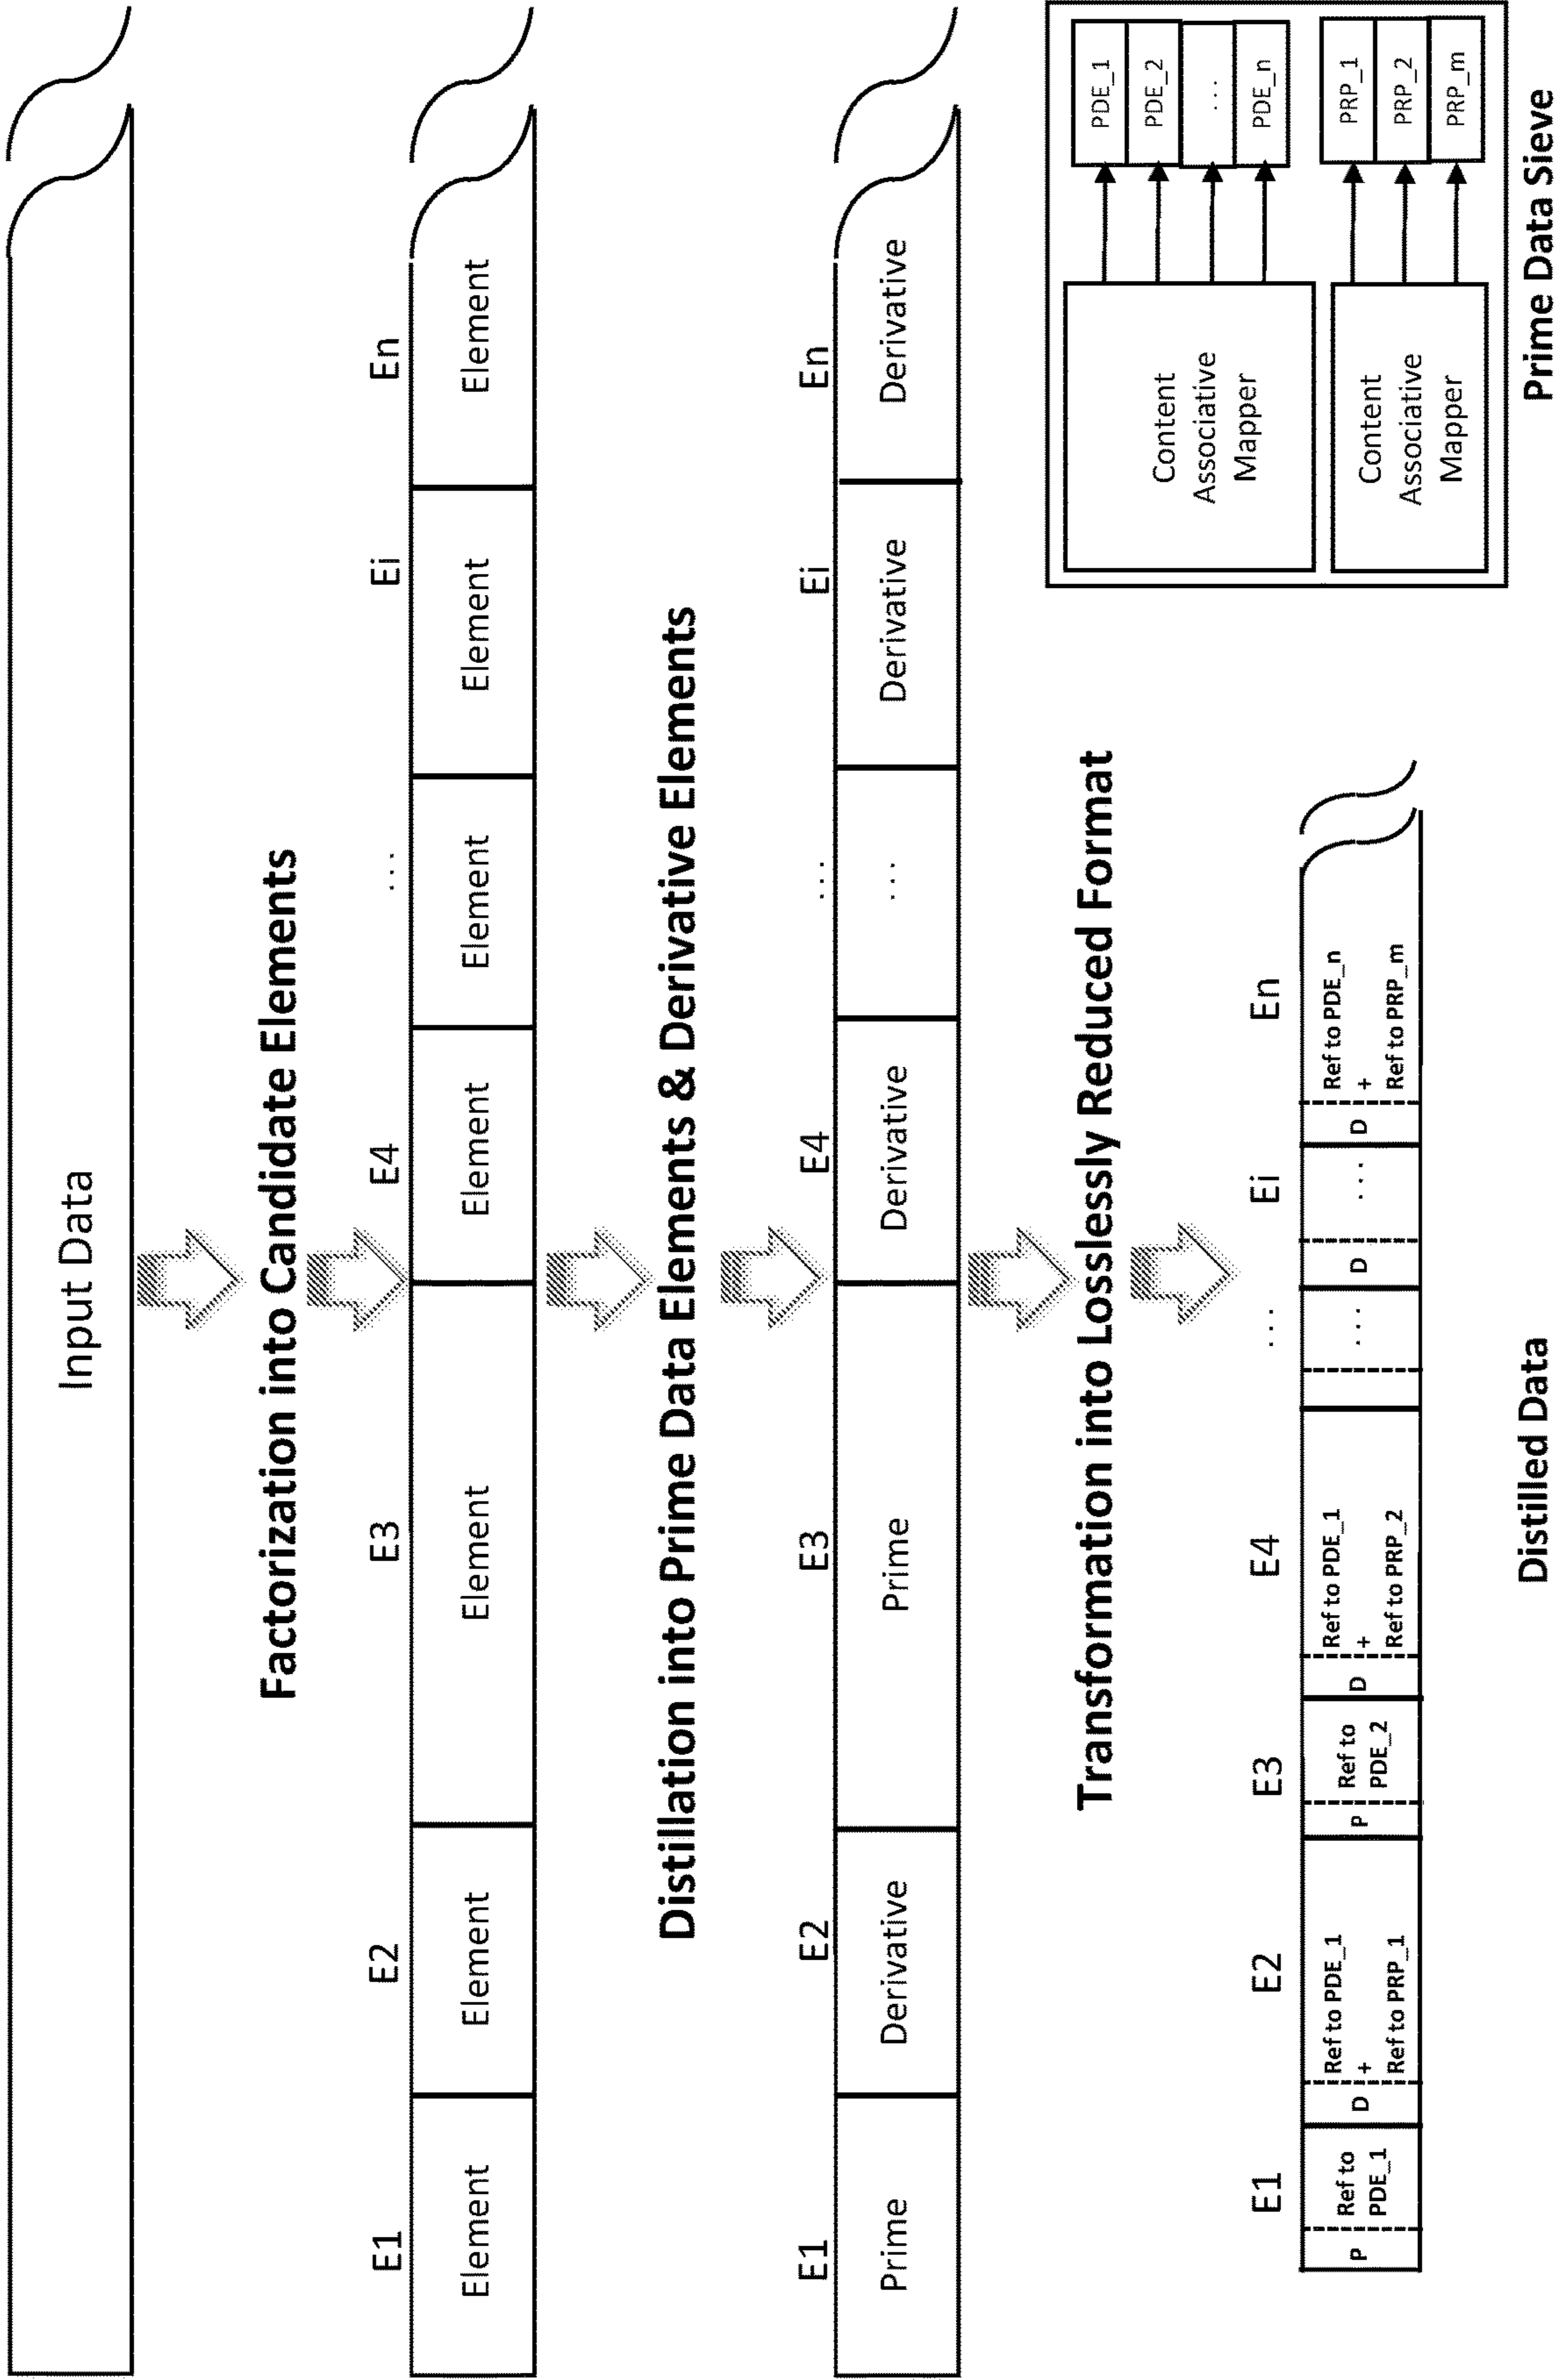 Input Data
Factorization into Candidate Elements
E1
E2
E3
E4
...
Ei
En
Element
Element
Element
Element
Element
Element
Element
Distillation into Prime Data Elements & Derivative Elements
E1
E2
E3
E4
...
Ei
En
Prime
Derivative
Prime
Derivative
...
Derivative
Derivative
Transformation into Losslessly Reduced Format
E1
E2
E3
E4
...
Ei
En
P
Ref to
PDE_1
D
Ref to PDE_1
+
Ref to PRP_1
P
Ref to
PDE_2
D
Ref to PDE_1
+
Ref to PRP_2
...
D
...
D
Ref to PDE_n
+
Ref to PRP_m
Distilled Data
Content
Associative
Mapper
PDE_1
PDE_2
...
PDE_n
Content
Associative
Mapper
PRP_1
PRP_2
PRP_m
Prime Data Sieve